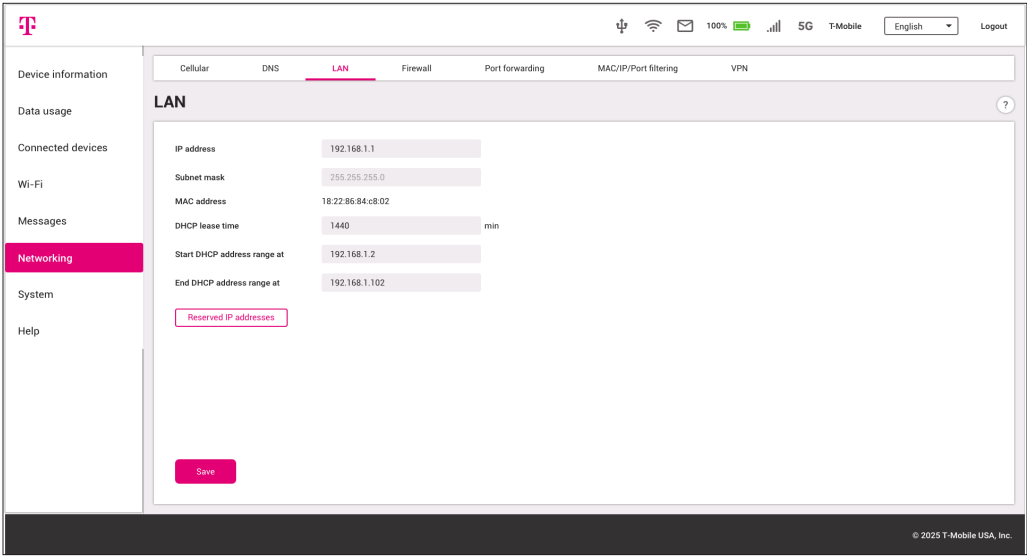 T
100%
5G
T-Mobile
English
Logout
Device information
Data usage
Connected devices
Wi-Fi
Messages
Networking
System
Help
Cellular
DNS
LAN
Firewall
Port forwarding
MAC/IP/Port filtering
VPN
LAN
?
IP address 192.168.1.1
Subnet mask 255.255.255.0
MAC address 18:22:86:84:c8:02
DHCP lease time 1440 min
Start DHCP address range at 192.168.1.2
End DHCP address range at 192.168.1.102
Reserved IP addresses
Save
© 2025 T-Mobile USA, Inc.